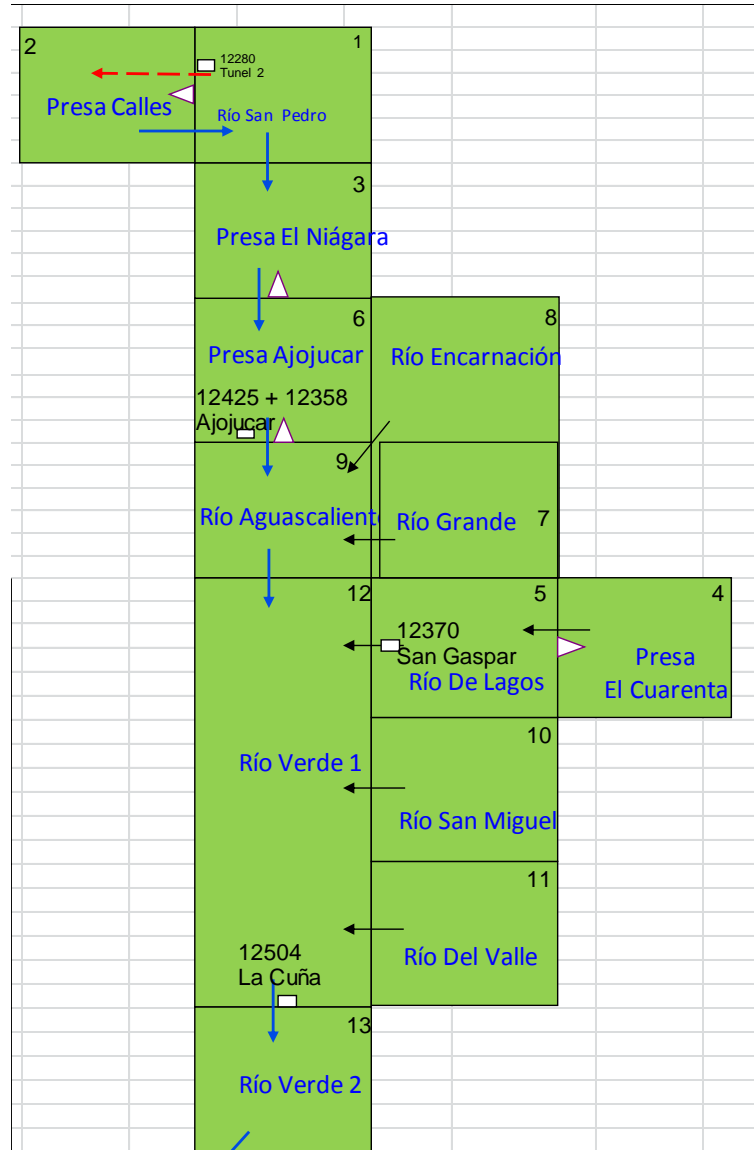 2
1
12280
Tunel 2
Presa Calles
Río San Pedro
3
Presa El Niágara
6
8
Presa Ajojucar
Río Encarnación
12425 + 12358
Ajojucar
9
Río Aguascaliente
Río Grande
7
12
5
4
12370
San Gaspar
Río De Lagos
Presa
El Cuarenta
10
Río Verde 1
Río San Miguel
11
12504
La Cuña
Río Del Valle
13
Río Verde 2